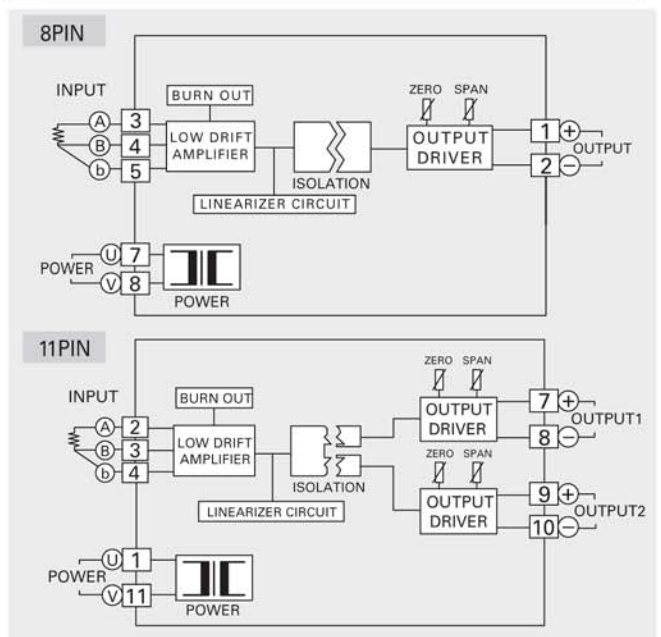 8PIN
INPUT
BURN OUT
ZERO SPAN
A 3
B 4
b 5
LOW DRIFT
AMPLIFIER
ISOLATION
LINEARIZER CIRCUIT
OUTPUT
DRIVER
1 +
2 −
OUTPUT
POWER
U 7
V 8
POWER
11PIN
INPUT
BURN OUT
A 2
B 3
b 4
LOW DRIFT
AMPLIFIER
ISOLATION
LINEARIZER CIRCUIT
ZERO SPAN
OUTPUT
DRIVER
7 +
8 −
OUTPUT1
ZERO SPAN
OUTPUT
DRIVER
9 +
10 −
OUTPUT2
POWER
U 1
V 11
POWER